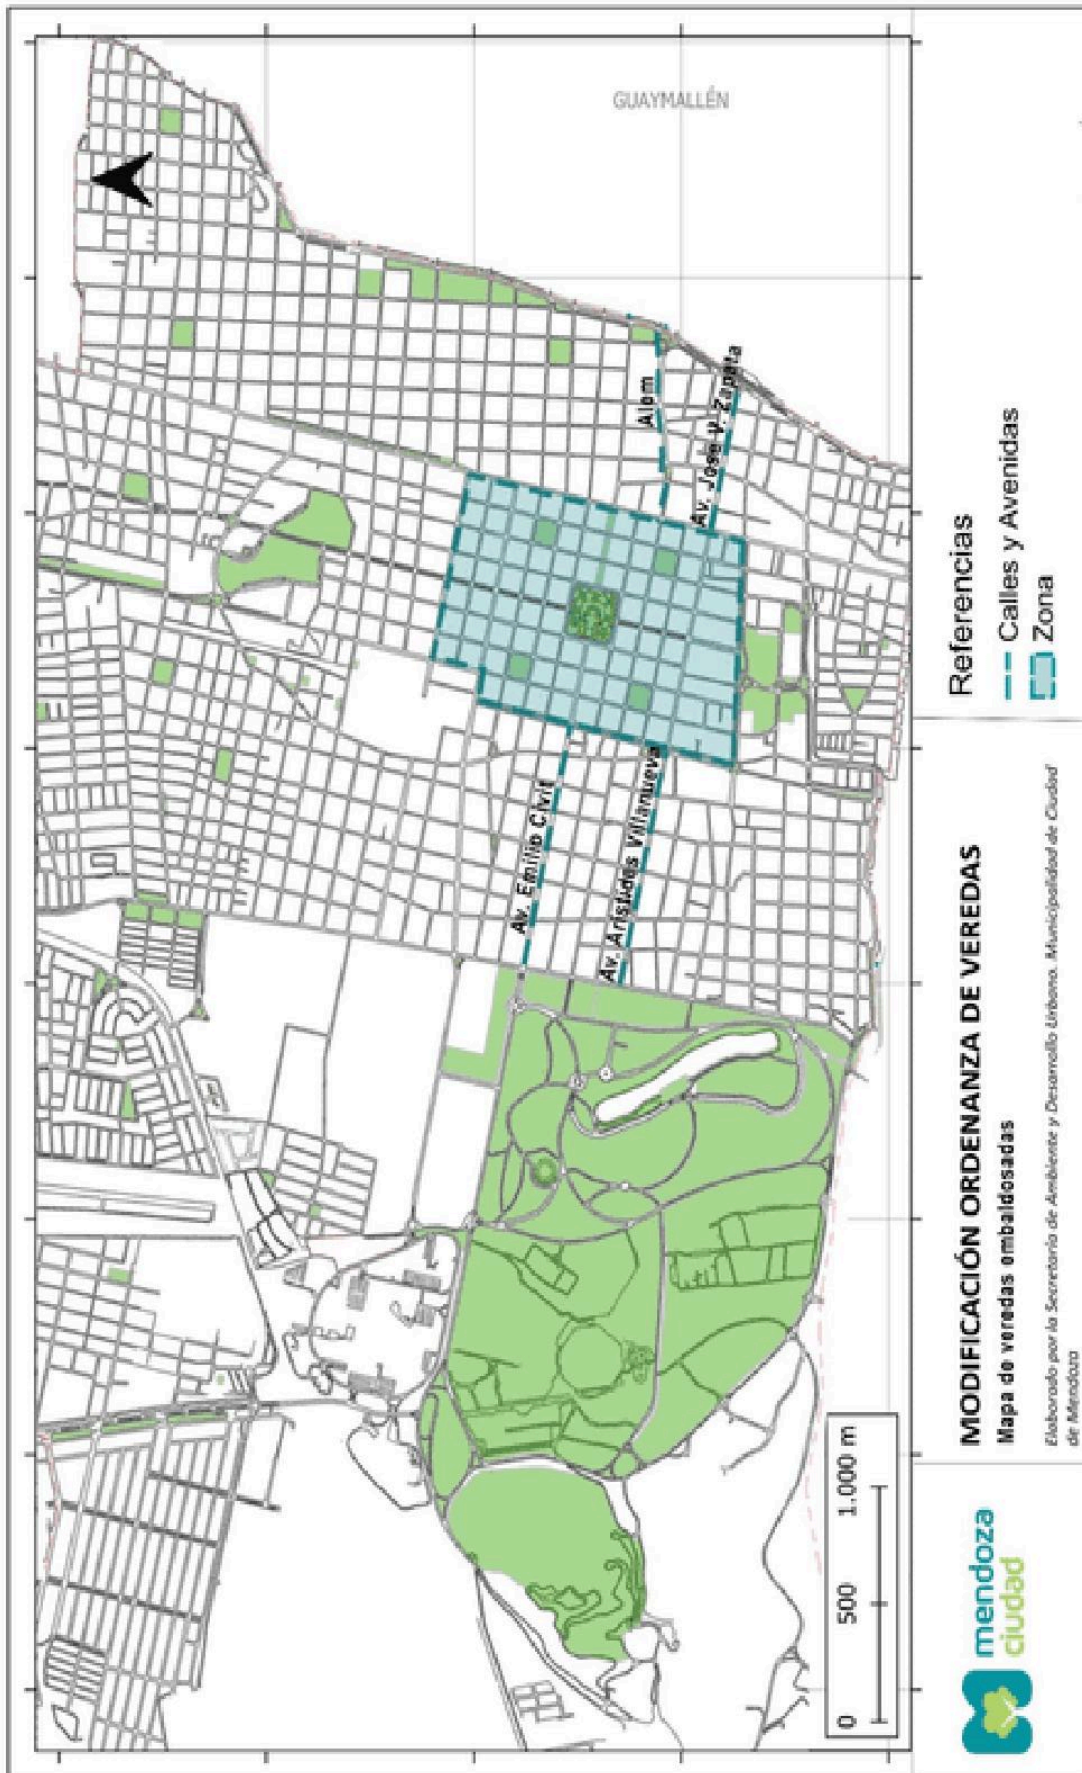 GUAYMALLÉN
Alem
Av. José V. Zapata
Av. Emilio Civit
Av. Arístides Villanueva
0 500 1.000 m
mendoza
ciudad
MODIFICACIÓN ORDENANZA DE VEREDAS
Mapa de veredas embaldosadas
Elaborado por la Secretaría de Ambiente y Desarrollo Urbano. Municipalidad de Ciudad
de Mendoza
Referencias
Calles y Avenidas
Zona